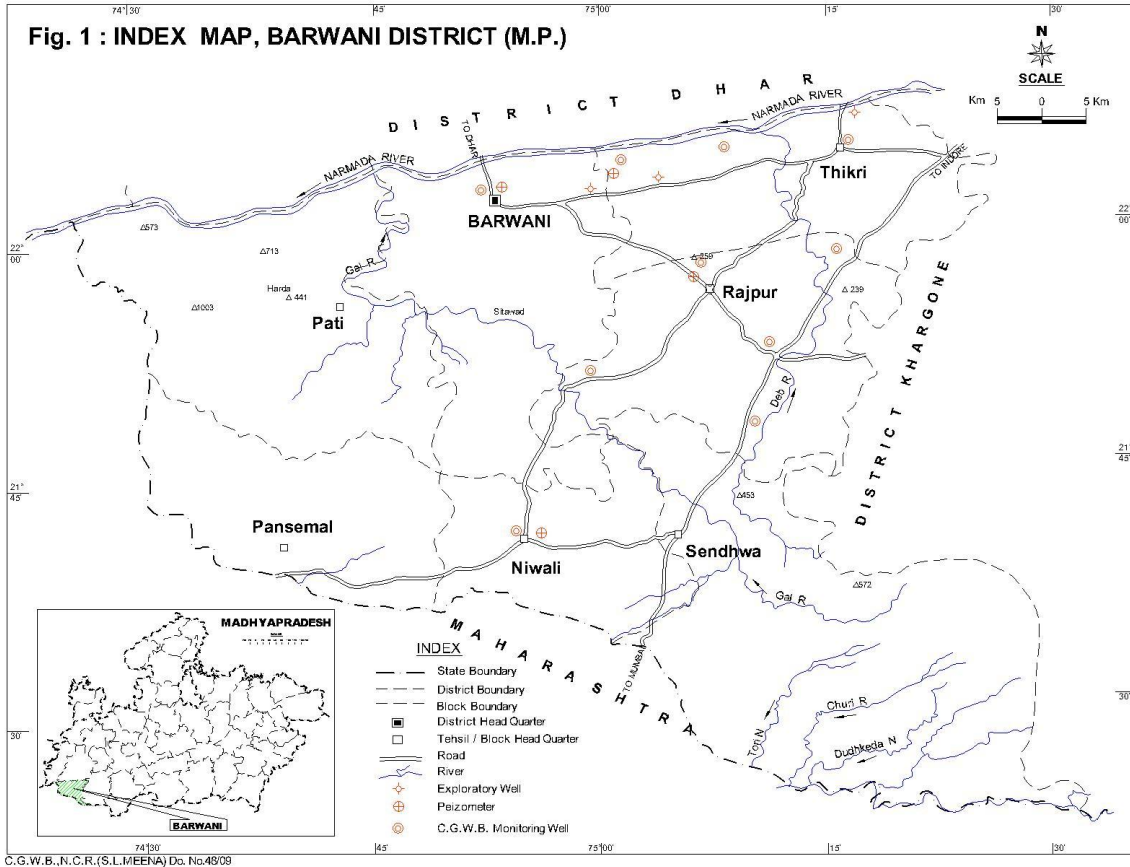 Fig. 1 : INDEX MAP, BARWANI DISTRICT (M.P.)
74° 30'
45'
75° 00'
15'
30'
N
SCALE
Km 5 0 5 Km
DISTRICT DHAR
NARMADA RIVER
NARMADA RIVER
TO DHAR
TO INDORE
Thikri
BARWANI
22° 00'
22° 00'
△573
△713
Gai R.
Harda
△ 441
△1003
Pati
Sitawad
△ 259
Rajpur
△ 239
DISTRICT KHARGONE
Deb R
21° 45'
21° 45'
△453
Pansemal
Niwali
Sendhwa
△572
Gai R.
MAHARASHTRA
TO MUMBAI
30'
30'
Tori N
Churi R
Dudhkeda N
MADHYAPRADESH
BARWANI
INDEX
State Boundary
District Boundary
Block Boundary
District Head Quarter
Tehsil / Block Head Quarter
Road
River
Exploratory Well
Peizometer
C.G.W.B. Monitoring Well
74°30'
45'
75°00'
15'
30'
C.G.W.B.,N.C.R.(S.L.MEENA) Do. No.48/09